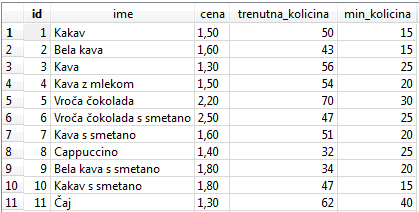 id ime cena trenutna_kolicina min_kolicina
1 1 Kakav 1,50 50 15
2 2 Bela kava 1,60 43 15
3 3 Kava 1,30 56 25
4 4 Kava z mlekom 1,50 54 20
5 5 Vroča čokolada 2,20 70 30
6 6 Vroča čokolada s smetano 2,50 47 25
7 7 Kava s smetano 1,60 51 20
8 8 Cappuccino 1,40 32 25
9 9 Bela kava s smetano 1,80 34 20
10 10 Kakav s smetano 1,80 47 15
11 11 Čaj 1,30 62 40